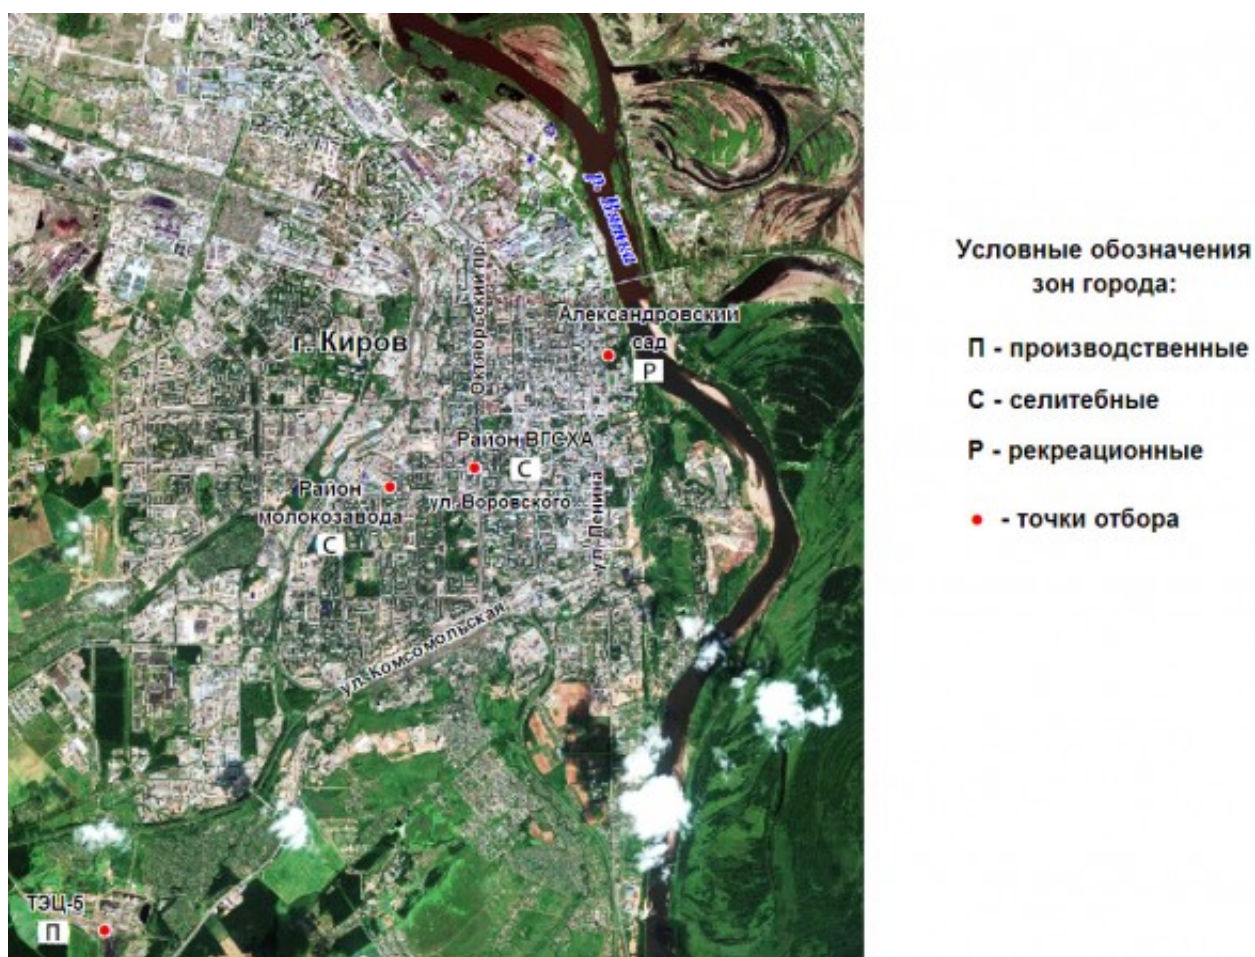 р. Вятка
Октябрьский пр.
Александровский
сад
г. Киров
Р
Район ВГСХА
С
Район
молокозавода
ул. Воровского
С
ул. Ленина
ул. Комсомольская
ТЭЦ-5
П
Условные обозначения
зон города:
П - производственные
С - селитебные
Р - рекреационные
- точки отбора